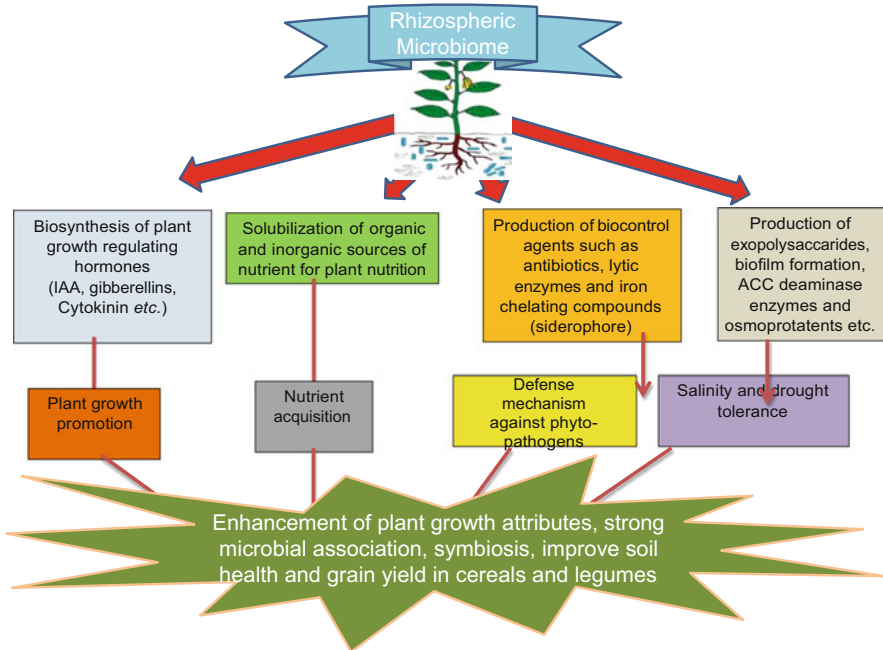 Rhizospheric
Microbiome
Biosynthesis of plant
growth regulating
hormones
(IAA, gibberellins,
Cytokinin etc.)
Solubilization of organic
and inorganic sources of
nutrient for plant nutrition
Production of biocontrol
agents such as
antibiotics, lytic
enzymes and iron
chelating compounds
(siderophore)
Production of
exopolysaccarides,
biofilm formation,
ACC deaminase
enzymes and
osmoprotatents etc.
Plant growth
promotion
Nutrient
acquisition
Defense
mechanism
against phyto-
pathogens
Salinity and drought
tolerance
Enhancement of plant growth attributes, strong
microbial association, symbiosis, improve soil
health and grain yield in cereals and legumes